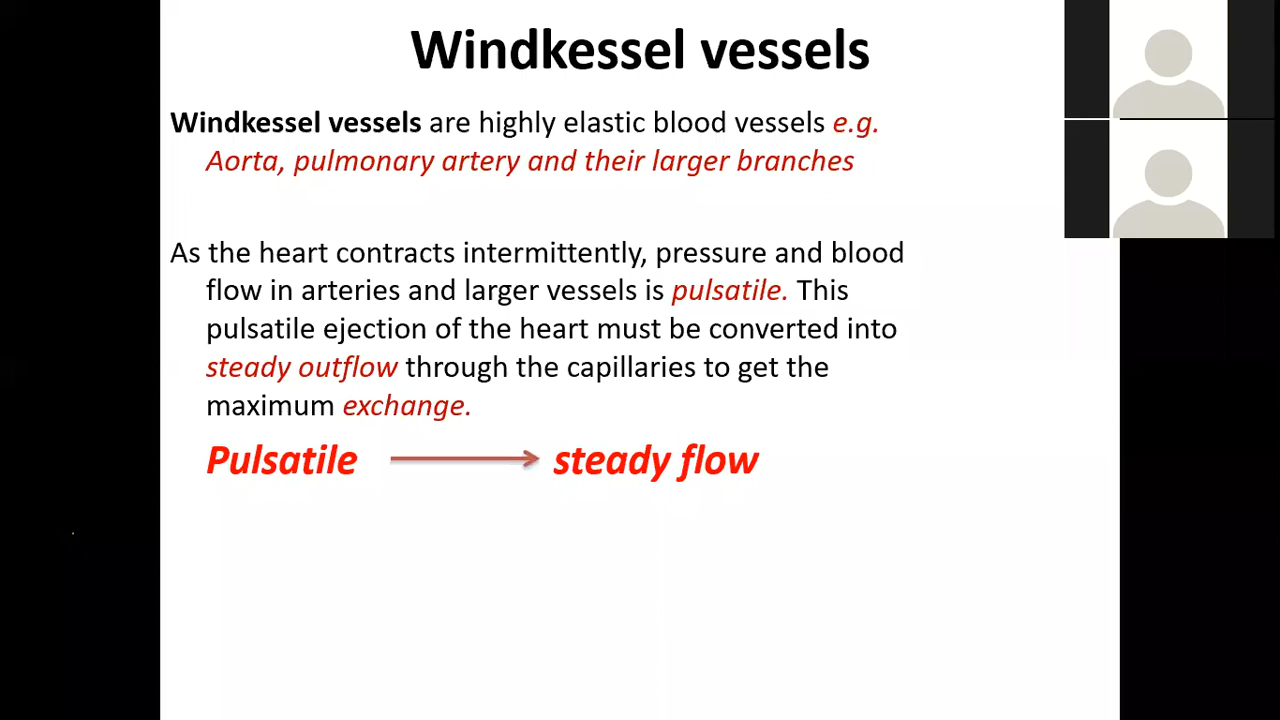 Windkessel vessels
Windkessel vessels are highly elastic blood vessels e.g.
Aorta, pulmonary artery and their larger branches
As the heart contracts intermittently, pressure and blood
flow in arteries and larger vessels is pulsatile. This
pulsatile ejection of the heart must be converted into
steady outflow through the capillaries to get the
maximum exchange.
Pulsatile steady flow